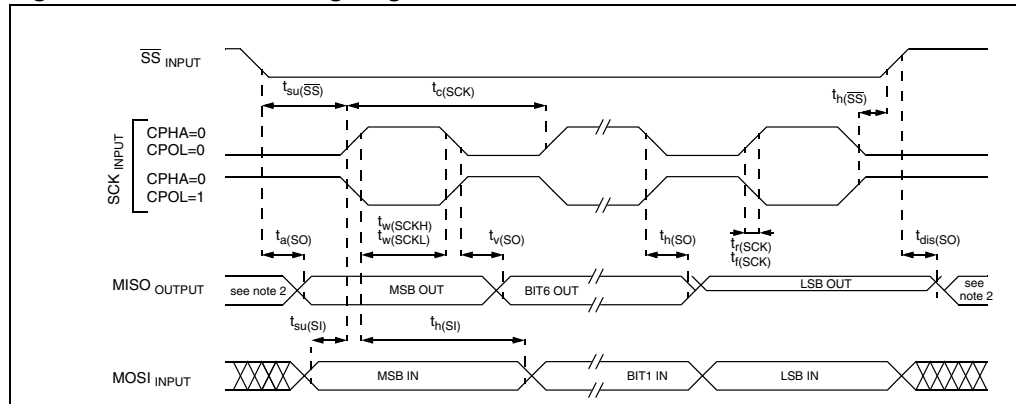 SS INPUT
tsu(SS)
tc(SCK)
th(SS)
SCK INPUT
CPHA=0
CPOL=0
CPHA=0
CPOL=1
tw(SCKH)
tw(SCKL)
ta(SO)
tv(SO)
th(SO)
tr(SCK)
tf(SCK)
tdis(SO)
MISO OUTPUT
see note 2
MSB OUT
BIT6 OUT
LSB OUT
see
note 2
tsu(SI)
th(SI)
MOSI INPUT
MSB IN
BIT1 IN
LSB IN